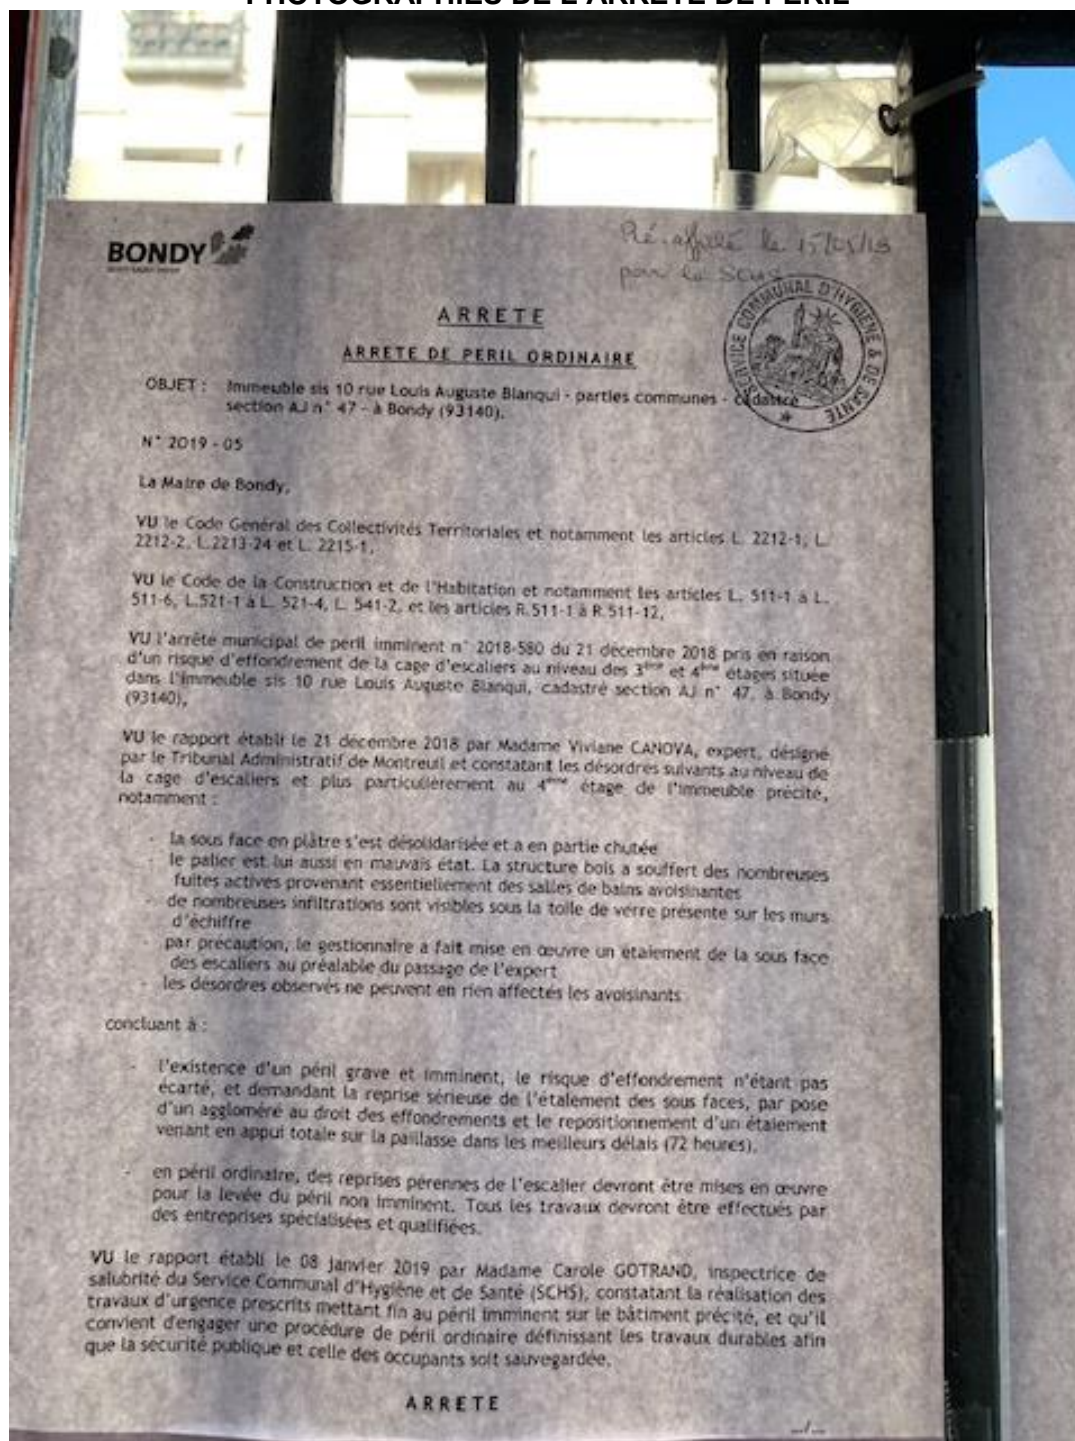 PHOTOGRAPHIES DE L'ARRETE DE PERIL
BONDY
Ré-affiché le 15/05/19
par le SCHS
SERVICE COMMUNAL D'HYGIENE & DE SANTE
ARRETE
ARRETE DE PERIL ORDINAIRE
OBJET : Immeuble sis 10 rue Louis Auguste Blanqui - parties communes - cadastré
section AJ n° 47 - à Bondy (93140).
N° 2019 - 05
La Maire de Bondy,
VU le Code Général des Collectivités Territoriales et notamment les articles L. 2212-1, L.
2212-2, L.2213-24 et L. 2215-1,
VU le Code de la Construction et de l'Habitation et notamment les articles L. 511-1 à L.
511-6, L.521-1 à L. 521-4, L. 541-2, et les articles R.511-1 à R.511-12,
VU l'arrêté municipal de péril imminent n° 2018-580 du 21 décembre 2018 pris en raison
d'un risque d'effondrement de la cage d'escaliers au niveau des 3ème et 4ème étages située
dans l'immeuble sis 10 rue Louis Auguste Blanqui, cadastré section AJ n° 47, à Bondy
(93140),
VU le rapport établi le 21 décembre 2018 par Madame Viviane CANOVA, expert, désigné
par le Tribunal Administratif de Montreuil et constatant les désordres suivants au niveau de
la cage d'escaliers et plus particulièrement au 4ème étage de l'immeuble précité,
notamment :
- la sous face en plâtre s'est désolidarisée et a en partie chutée
- le palier est lui aussi en mauvais état. La structure bois a souffert des nombreuses
fuites actives provenant essentiellement des salles de bains avoisinantes
- de nombreuses infiltrations sont visibles sous la toile de verre présente sur les murs
d'échiffre
- par précaution, le gestionnaire a fait mise en œuvre un étaiement de la sous face
des escaliers au préalable du passage de l'expert
- les désordres observés ne peuvent en rien affectés les avoisinants
concluant à :
- l'existence d'un péril grave et imminent, le risque d'effondrement n'étant pas
écarté, et demandant la reprise sérieuse de l'étaiement des sous faces, par pose
d'un aggloméré au droit des effondrements et le repositionnement d'un étaiement
venant en appui totale sur la paillasse dans les meilleurs délais (72 heures).
- en péril ordinaire, des reprises pérennes de l'escalier devront être mises en œuvre
pour la levée du péril non imminent. Tous les travaux devront être effectués par
des entreprises spécialisées et qualifiées.
VU le rapport établi le 08 janvier 2019 par Madame Carole GOTRAND, inspectrice de
salubrité du Service Communal d'Hygiène et de Santé (SCHS), constatant la réalisation des
travaux d'urgence prescrits mettant fin au péril imminent sur le bâtiment précité, et qu'il
convient d'engager une procédure de péril ordinaire définissant les travaux durables afin
que la sécurité publique et celle des occupants soit sauvegardée.
ARRETE
.../...